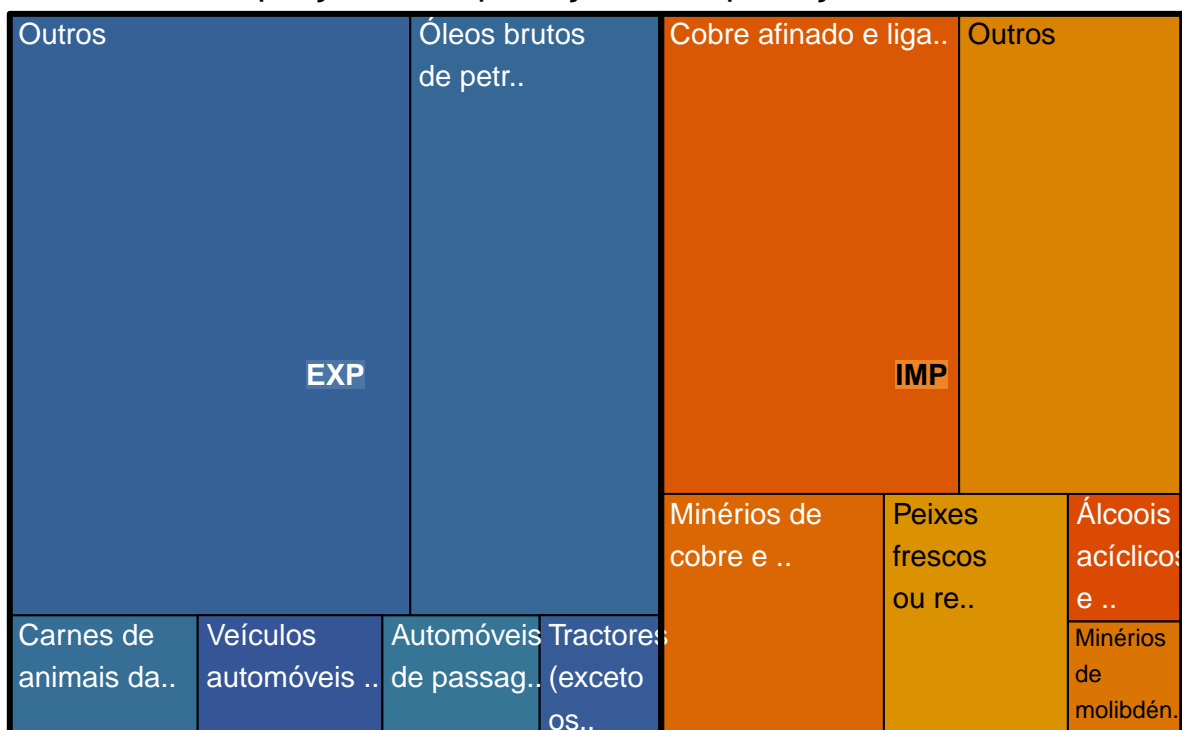 Outros
Óleos brutos
de petr..
EXP
Carnes de
animais da..
Veículos
automóveis ..
Automóveis
de passag..
Tractores
(exceto
os..
Cobre afinado e liga..
Outros
IMP
Minérios de
cobre e ..
Peixes
frescos
ou re..
Álcoois
acíclicos
e ..
Minérios
de
molibdén..